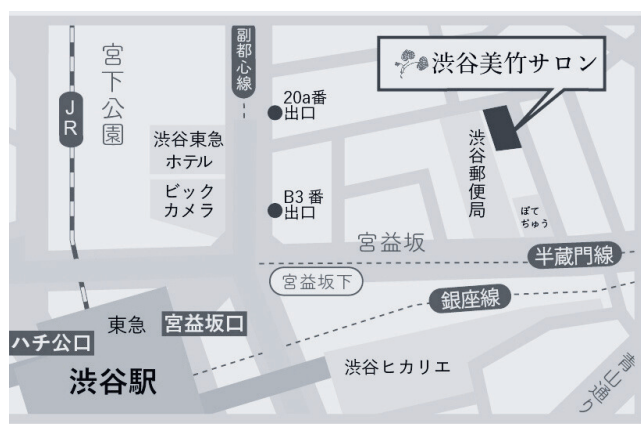 宮下公園
JR
副都心線
20a番
出口
渋谷美竹サロン
渋谷東急
ホテル
ビック
カメラ
B3番
出口
渋谷郵便局
ぽて
ぢゅう
宮益坂
半蔵門線
宮益坂下
銀座線
東急
宮益坂口
ハチ公口
渋谷駅
渋谷ヒカリエ
青山通り